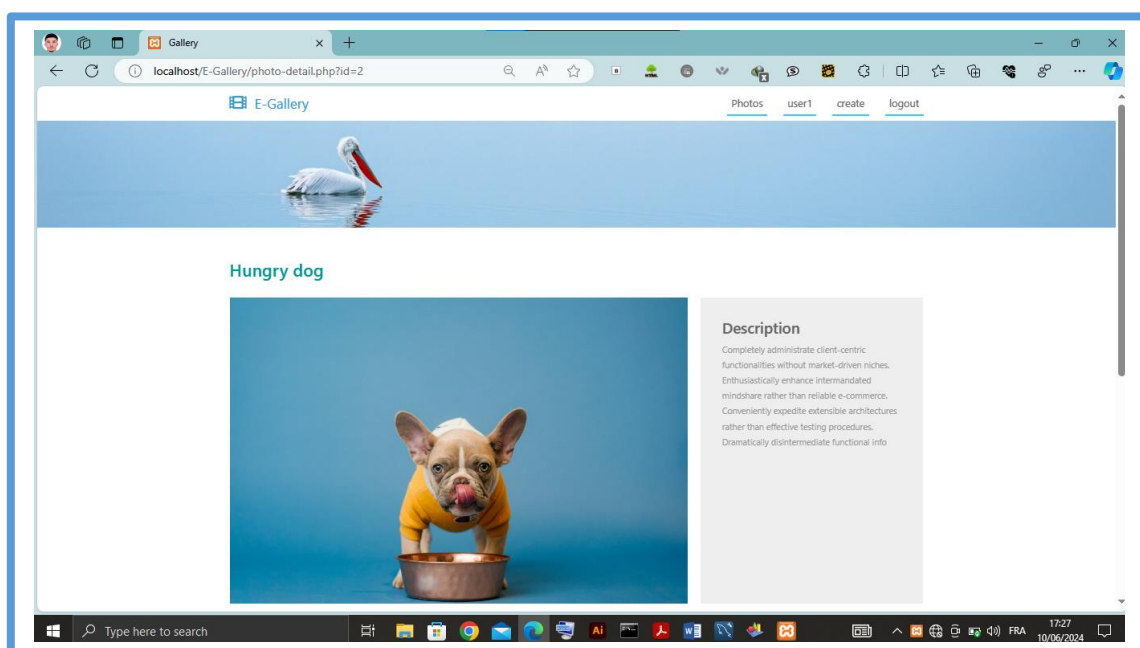 Gallery
localhost/E-Gallery/photo-detail.php?id=2
E-Gallery
Photos user1 create logout
Hungry dog
Description
Completely administrate client-centric
functionalities without market-driven niches.
Enthusiastically enhance intermandated
mindshare rather than reliable e-commerce.
Conveniently expedite extensible architectures
rather than effective testing procedures.
Dramatically disintermediate functional info
Type here to search
Ai
FRA
17:27
10/06/2024